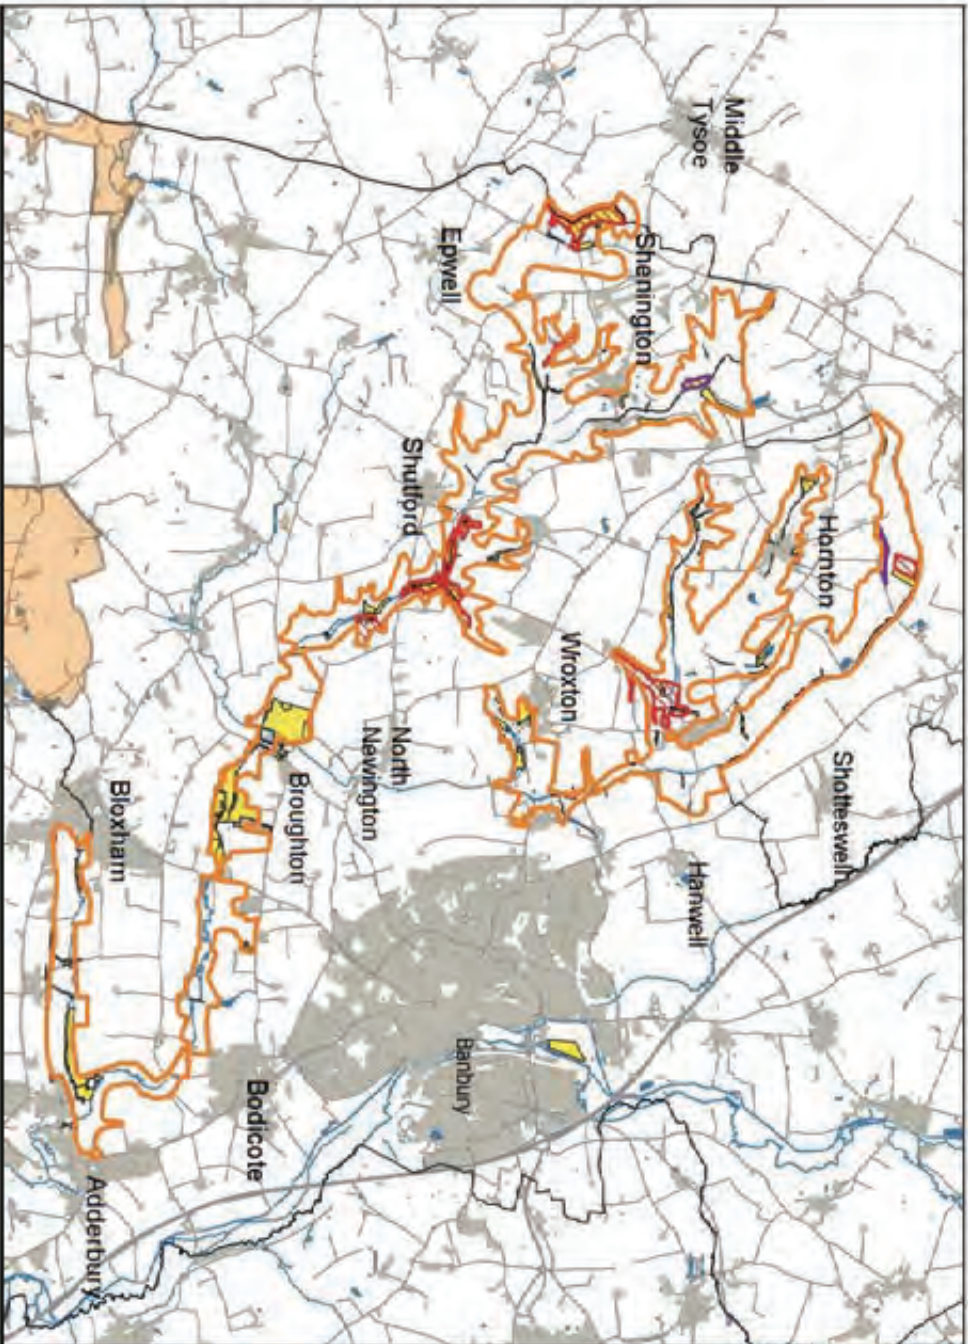 Middle
Tysoe
Shenington
Epwell
Hornton
Shutford
Wroxton
Shotteswell
North
Newington
Hanwell
Broughton
Bloxham
Banbury
Bodicote
Adderbury